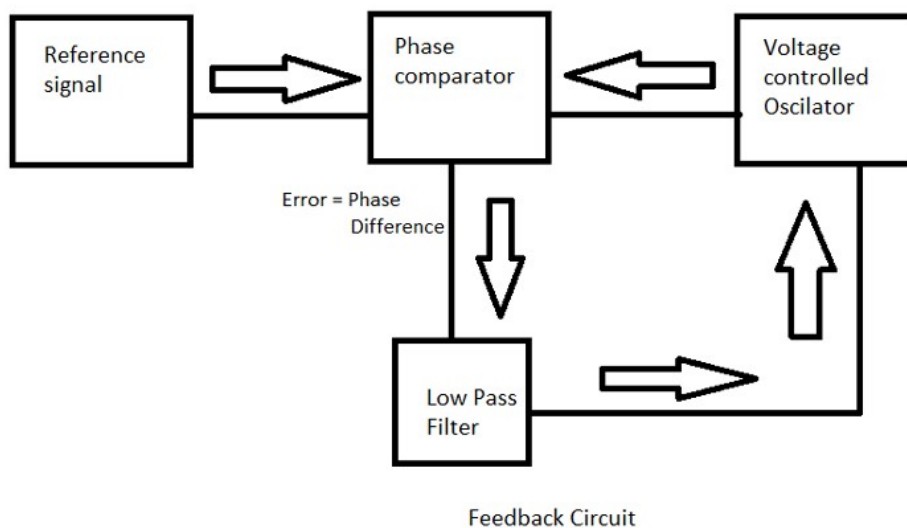 Reference
signal
Phase
comparator
Voltage
controlled
Oscilator
Error = Phase
Difference
Low Pass
Filter
Feedback Circuit